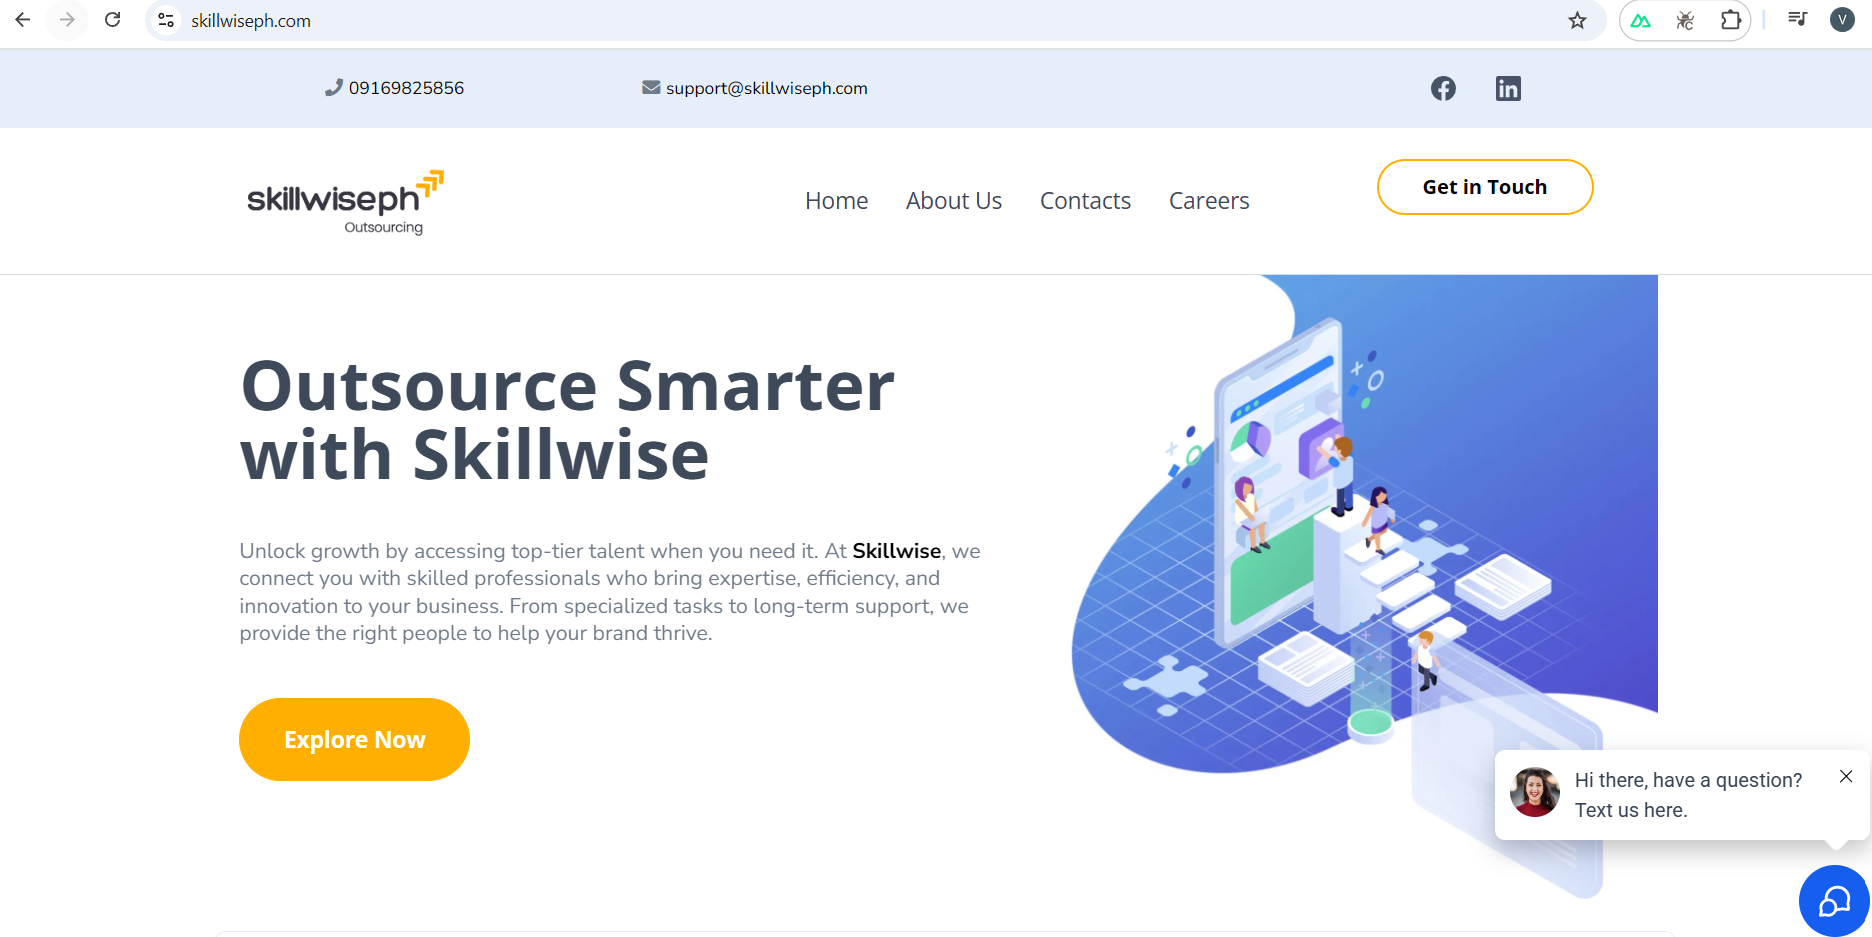 skillwiseph.com
V
09169825856
support@skillwiseph.com
skillwiseph
Outsourcing
Home
About Us
Contacts
Careers
Get in Touch
Outsource Smarter
with Skillwise
Unlock growth by accessing top-tier talent when you need it. At Skillwise, we
connect you with skilled professionals who bring expertise, efficiency, and
innovation to your business. From specialized tasks to long-term support, we
provide the right people to help your brand thrive.
Explore Now
Hi there, have a question?
Text us here.